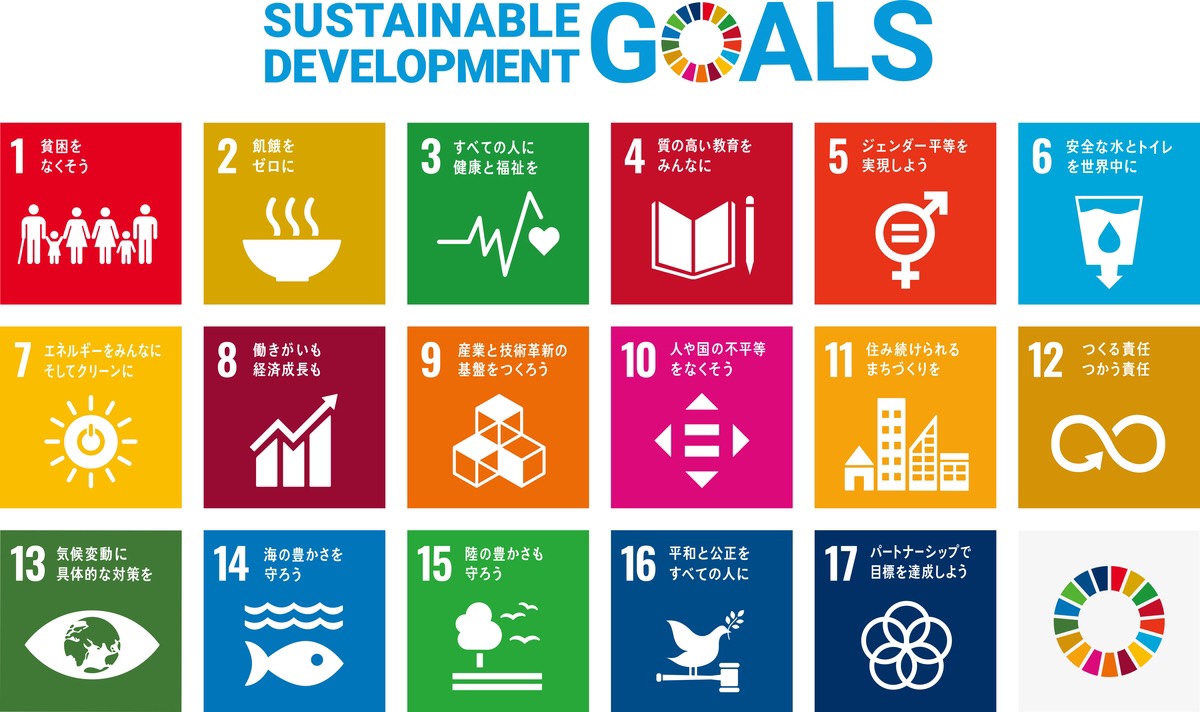 SUSTAINABLE
DEVELOPMENT
GOALS
1 貧困を
なくそう
2 飢餓を
ゼロに
3 すべての人に
健康と福祉を
4 質の高い教育を
みんなに
5 ジェンダー平等を
実現しよう
6 安全な水とトイレ
を世界中に
7 エネルギーをみんなに
そしてクリーンに
8 働きがいも
経済成長も
9 産業と技術革新の
基盤をつくろう
10 人や国の不平等
をなくそう
11 住み続けられる
まちづくりを
12 つくる責任
つかう責任
13 気候変動に
具体的な対策を
14 海の豊かさを
守ろう
15 陸の豊かさも
守ろう
16 平和と公正を
すべての人に
17 パートナーシップで
目標を達成しよう